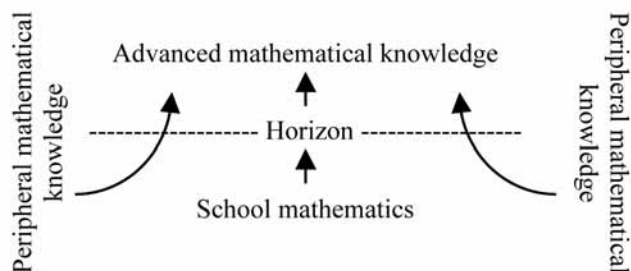 Peripheral mathematical
knowledge
Advanced mathematical knowledge
Horizon
School mathematics
Peripheral mathematical
knowledge